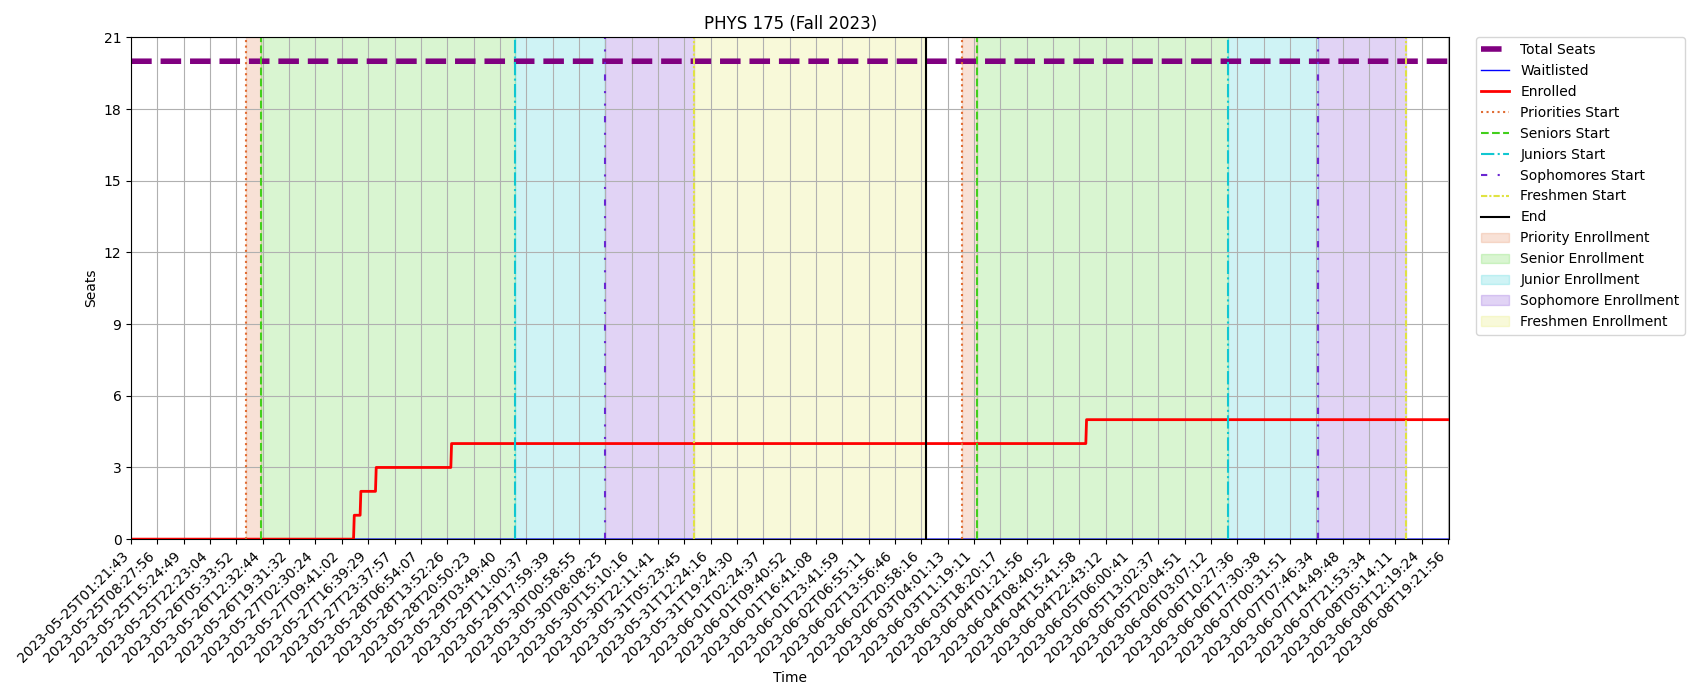 PHYS 175 (Fall 2023)
21
18
15
12
9
6
3
0
Seats
2023-05-25T01:21:43
2023-05-25T08:27:56
2023-05-25T15:24:49
2023-05-25T22:23:04
2023-05-26T05:33:52
2023-05-26T12:32:44
2023-05-26T19:31:32
2023-05-27T02:30:24
2023-05-27T09:41:02
2023-05-27T16:39:29
2023-05-27T23:37:57
2023-05-28T06:54:07
2023-05-28T13:52:26
2023-05-28T20:50:23
2023-05-29T03:49:40
2023-05-29T11:00:37
2023-05-29T17:59:39
2023-05-30T00:58:55
2023-05-30T08:08:25
2023-05-30T15:10:16
2023-05-30T22:11:41
2023-05-31T05:23:45
2023-05-31T12:24:16
2023-05-31T19:24:30
2023-06-01T02:24:37
2023-06-01T09:40:52
2023-06-01T16:41:08
2023-06-01T23:41:59
2023-06-02T06:55:11
2023-06-02T13:56:46
2023-06-02T20:58:16
2023-06-03T04:01:13
2023-06-03T11:19:11
2023-06-03T18:20:17
2023-06-04T01:21:56
2023-06-04T08:40:52
2023-06-04T15:41:58
2023-06-04T22:43:12
2023-06-05T06:00:41
2023-06-05T13:02:37
2023-06-05T20:04:51
2023-06-06T03:07:12
2023-06-06T10:27:36
2023-06-06T17:30:38
2023-06-07T00:31:51
2023-06-07T07:46:34
2023-06-07T14:49:48
2023-06-07T21:53:34
2023-06-08T05:14:11
2023-06-08T12:19:24
2023-06-08T19:21:56
Time
Total Seats
Waitlisted
Enrolled
Priorities Start
Seniors Start
Juniors Start
Sophomores Start
Freshmen Start
End
Priority Enrollment
Senior Enrollment
Junior Enrollment
Sophomore Enrollment
Freshmen Enrollment